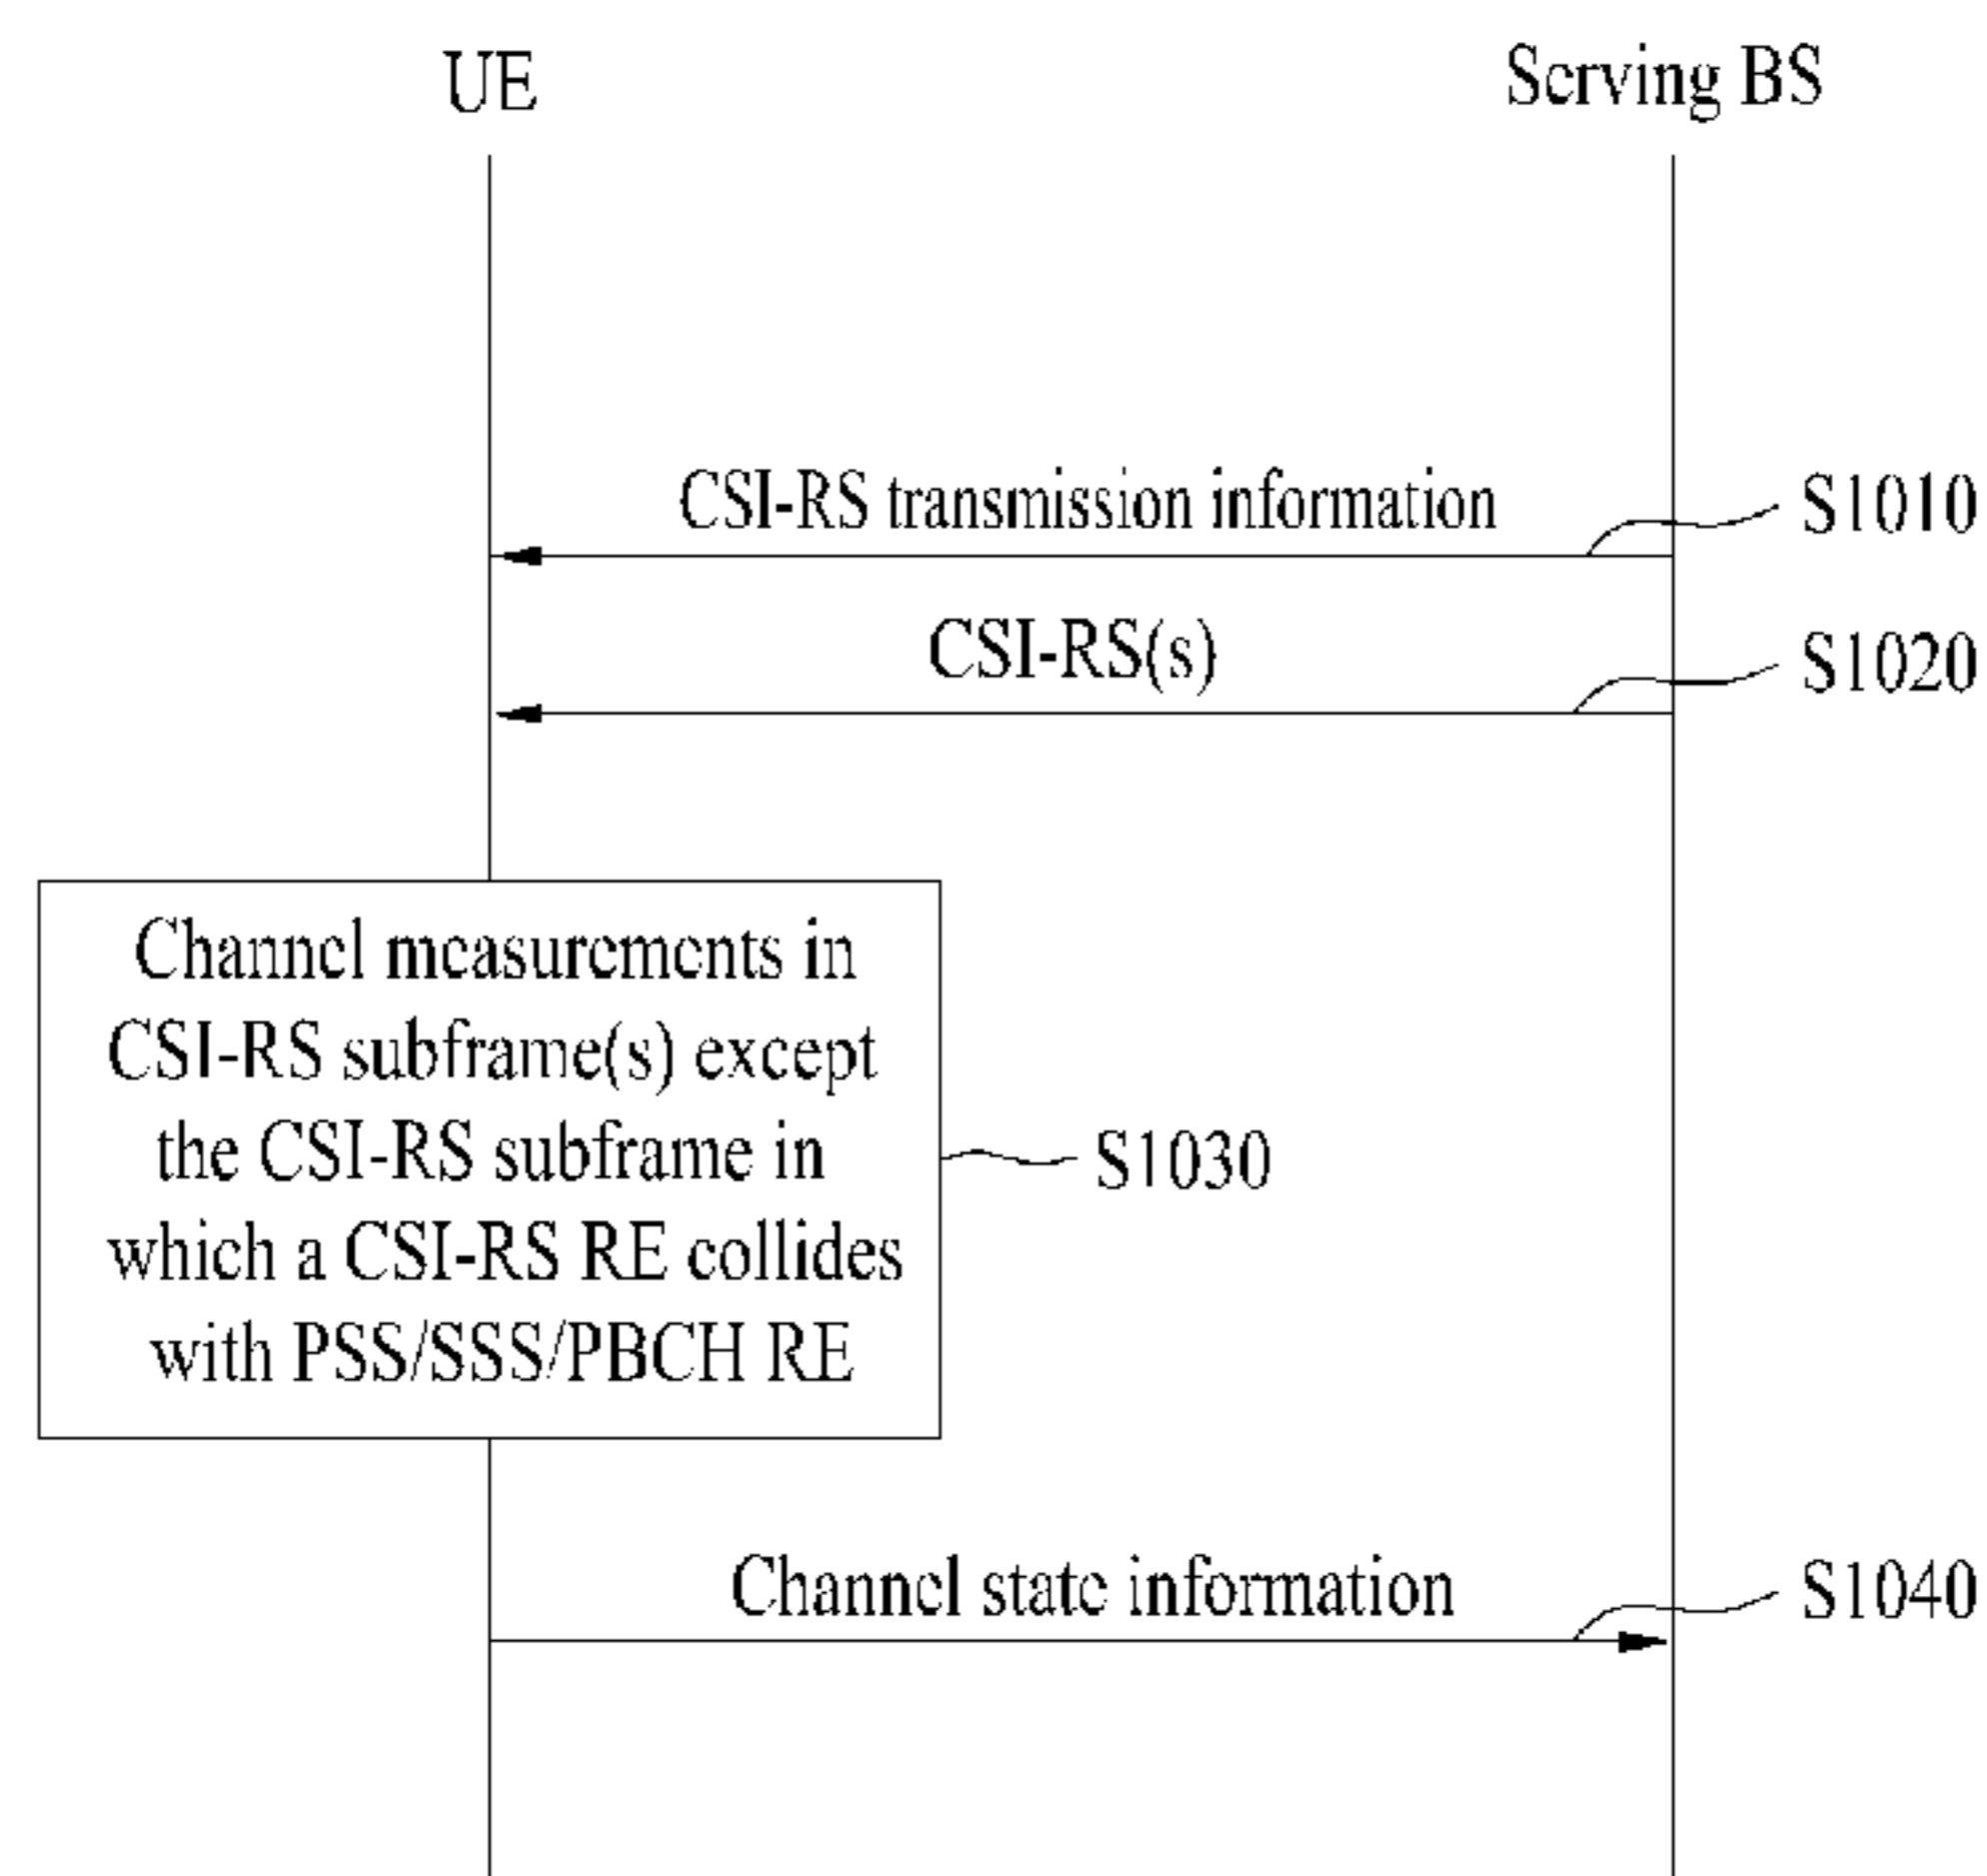 UE
Serving BS
CSI-RS transmission information
S1010
CSI-RS(s)
S1020
Channel measurements in
CSI-RS subframe(s) except
the CSI-RS subframe in
which a CSI-RS RE collides
with PSS/SSS/PBCH RE
S1030
Channel state information
S1040